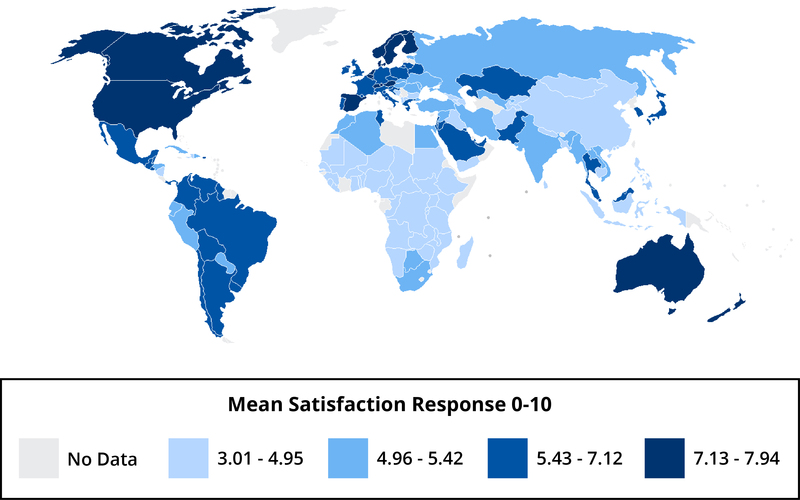 Mean Satisfaction Response 0-10
No Data
3.01 - 4.95
4.96 - 5.42
5.43 - 7.12
7.13 - 7.94